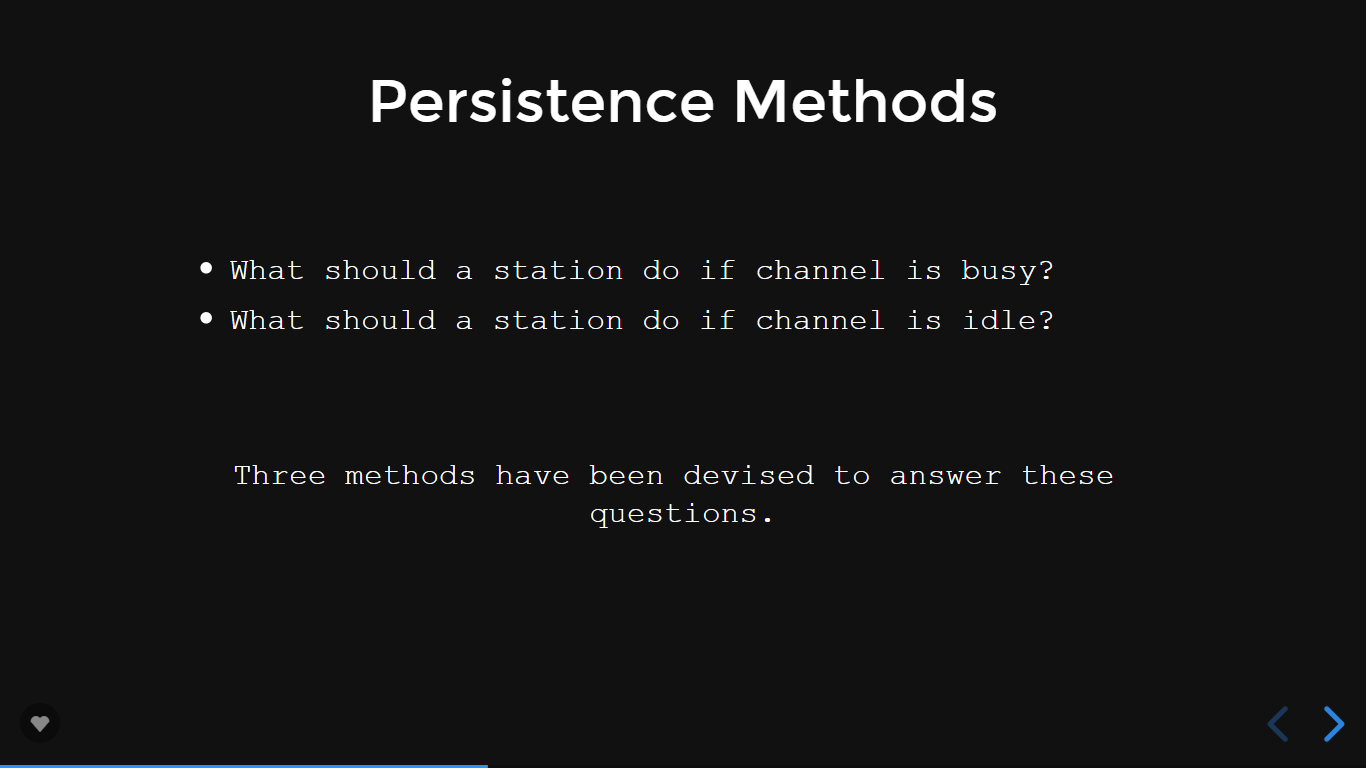 Persistence Methods
What should a station do if channel is busy?
What should a station do if channel is idle?
Three methods have been devised to answer these
questions.